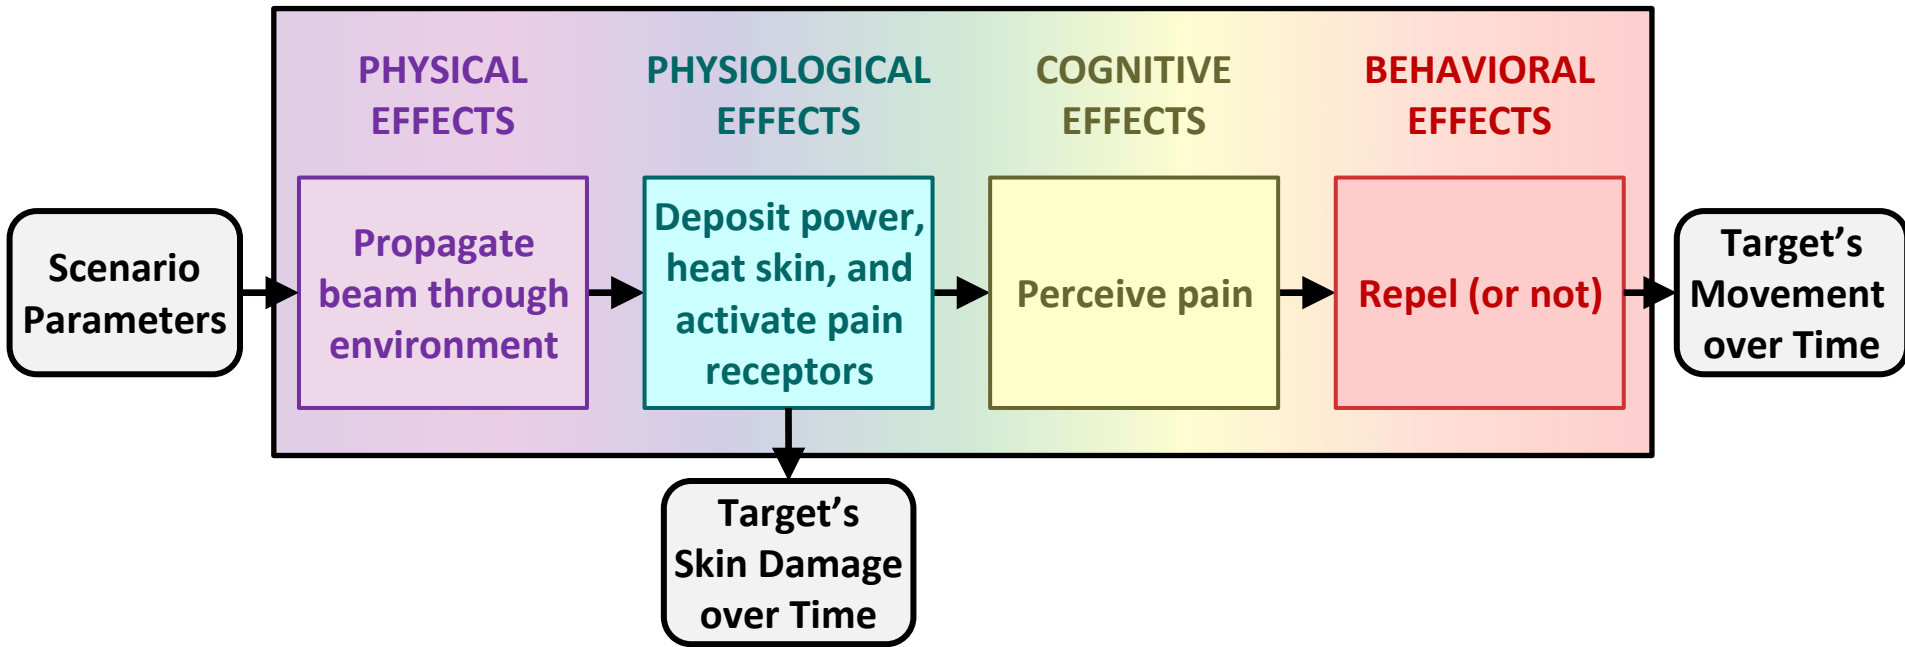 PHYSICAL
EFFECTS
PHYSIOLOGICAL
EFFECTS
COGNITIVE
EFFECTS
BEHAVIORAL
EFFECTS
Scenario
Parameters
Propagate
beam through
environment
Deposit power,
heat skin, and
activate pain
receptors
Perceive pain
Repel (or not)
Target’s
Movement
over Time
Target’s
Skin Damage
over Time